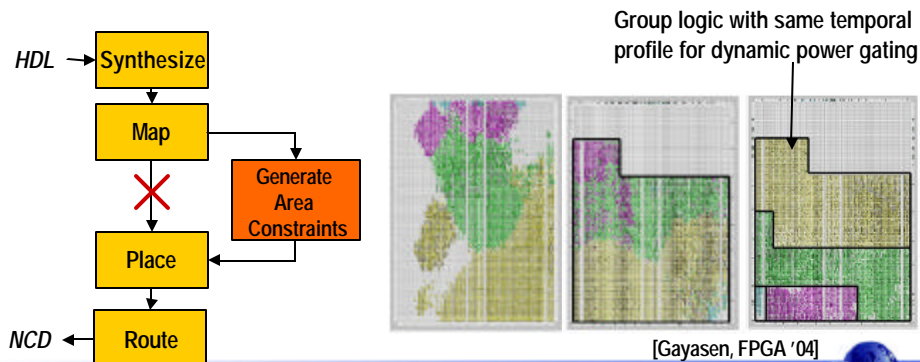 Group logic with same temporal
profile for dynamic power gating
HDL
Synthesize
Map
Generate
Area
Constraints
Place
Route
NCD
[Gayasen, FPGA '04]